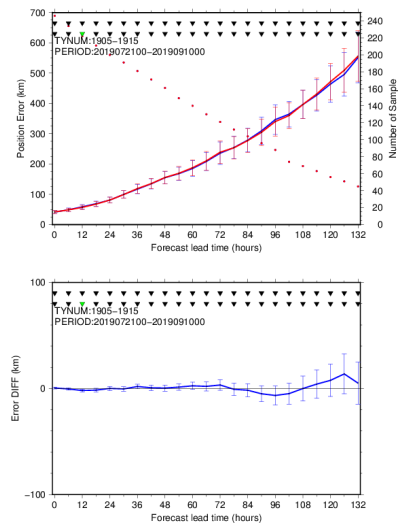 700
600
500
400
300
200
100
0
Position Error (km)
TYNUM:1905−1915
PERIOD:2019072100−2019091000
240
220
200
180
160
140
120
100
80
60
40
20
0
Number of Sample
0 12 24 36 48 60 72 84 96 108 120 132
Forecast lead time (hours)
100
0
−100
Error DIFF (km)
TYNUM:1905−1915
PERIOD:2019072100−2019091000
0 12 24 36 48 60 72 84 96 108 120 132
Forecast lead time (hours)